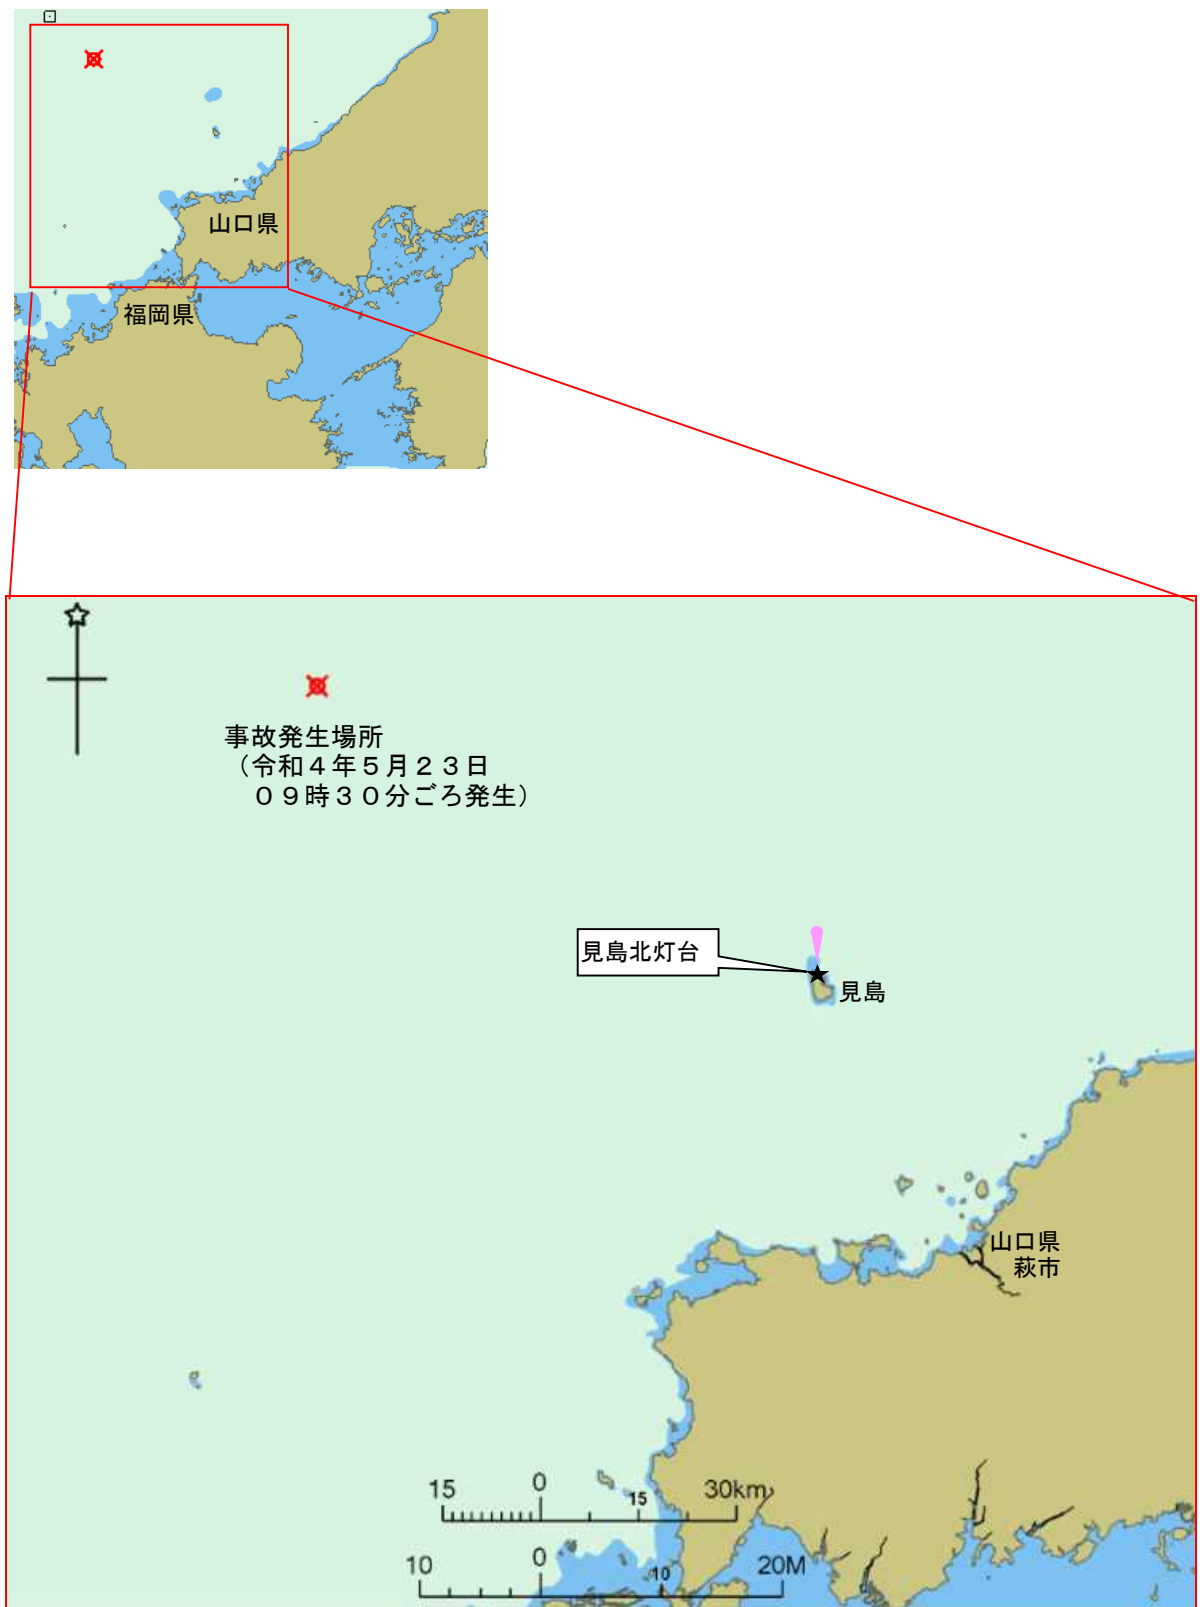 山口県
福岡県
事故発生場所
（令和４年５月２３日
０９時３０分ごろ発生）
見島北灯台
見島
山口県
萩市
15 0 15 30km
10 0 10 20M